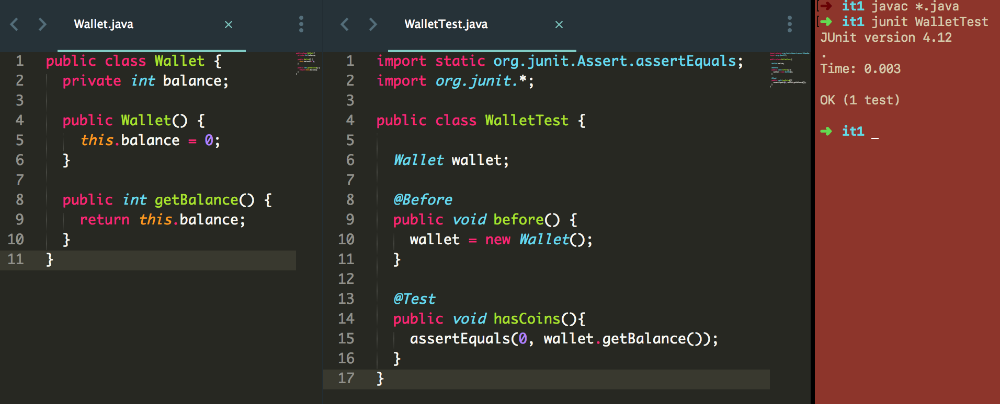 Wallet.java ×
1 public class Wallet {
2 private int balance;
3
4 public Wallet() {
5 this.balance = 0;
6 }
7
8 public int getBalance() {
9 return this.balance;
10 }
11 }
WalletTest.java ×
1 import static org.junit.Assert.assertEquals;
2 import org.junit.*;
3
4 public class WalletTest {
5
6 Wallet wallet;
7
8 @Before
9 public void before() {
10 wallet = new Wallet();
11 }
12
13 @Test
14 public void hasCoins(){
15 assertEquals(0, wallet.getBalance());
16 }
17 }
[➜ it1 javac *.java
[➜ it1 junit WalletTest
JUnit version 4.12
.
Time: 0.003
OK (1 test)
➜ it1 _